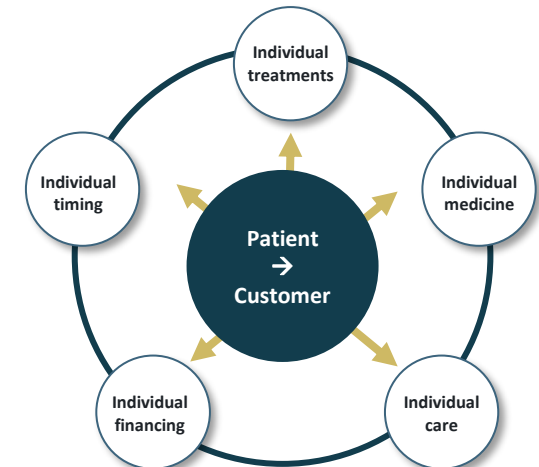 Individual
treatments
Individual
timing
Individual
medicine
Patient
→
Customer
Individual
financing
Individual
care